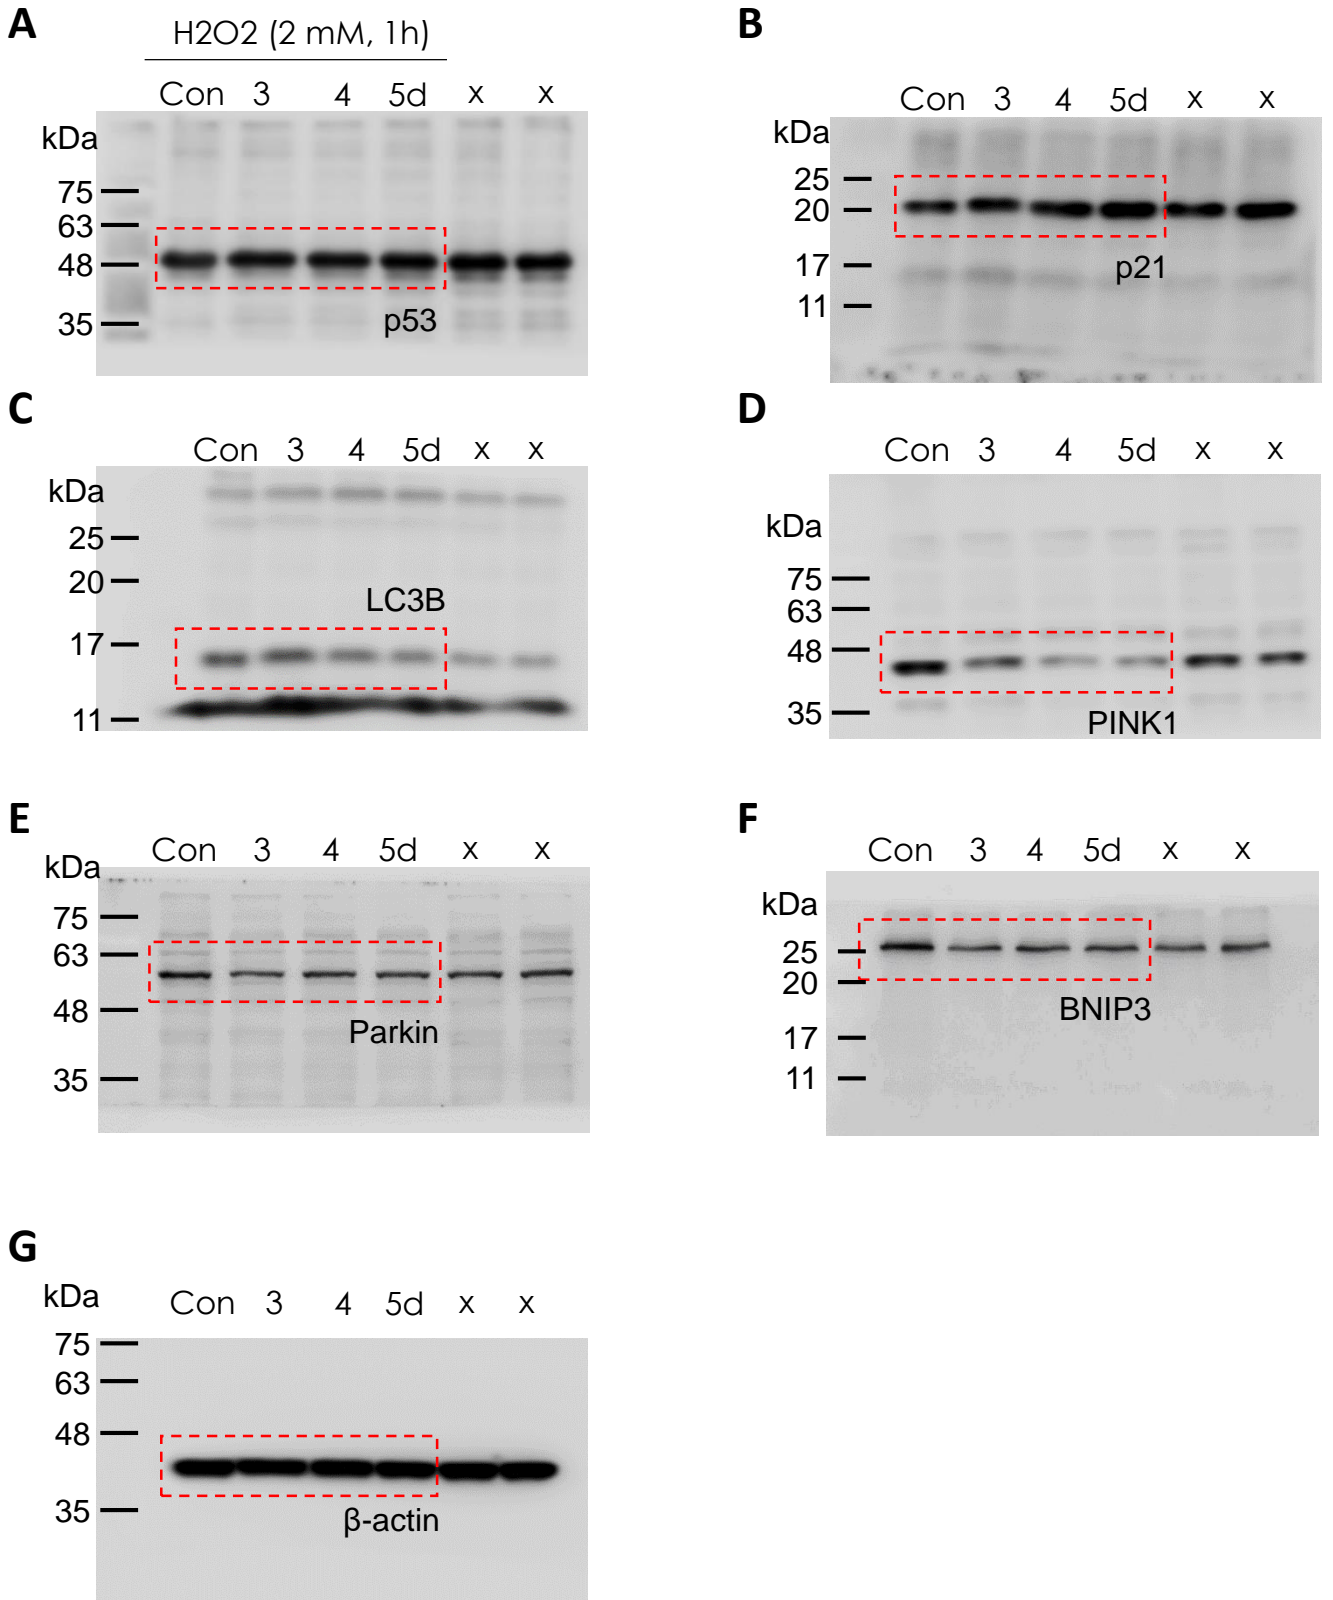 A
H2O2 (2 mM, 1h)
Con 3 4 5d x x
kDa
75
63
48
35
p53
B
Con 3 4 5d x x
kDa
25
20
17
11
p21
C
Con 3 4 5d x x
kDa
25
20
17
11
LC3B
D
Con 3 4 5d x x
kDa
75
63
48
35
PINK1
E
Con 3 4 5d x x
kDa
75
63
48
35
Parkin
F
Con 3 4 5d x x
kDa
25
20
17
11
BNIP3
G
Con 3 4 5d x x
kDa
75
63
48
35
β-actin